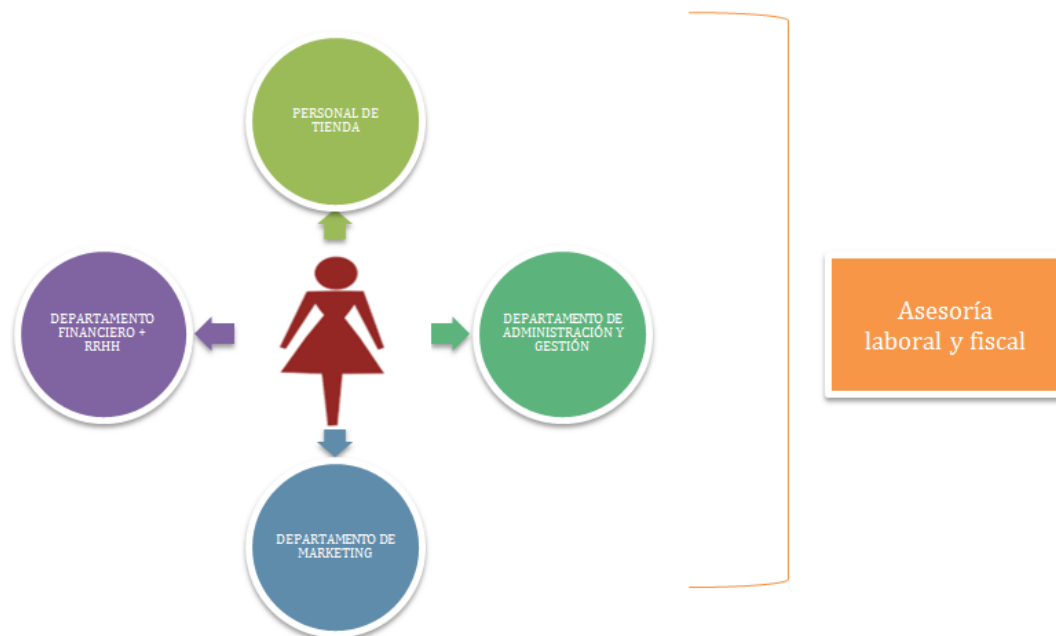 PERSONAL DE
TIENDA
DEPARTAMENTO
FINANCIERO +
RRHH
DEPARTAMENTO DE
ADMINISTRACIÓN Y
GESTIÓN
DEPARTAMENTO DE
MARKETING
Asesoría
laboral y fiscal